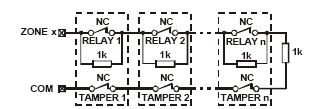 NC NC NC
ZONE x
RELAY 1 RELAY 2 RELAY n
1k 1k 1k 1k
NC NC NC
COM
TAMPER 1 TAMPER 2 TAMPER n